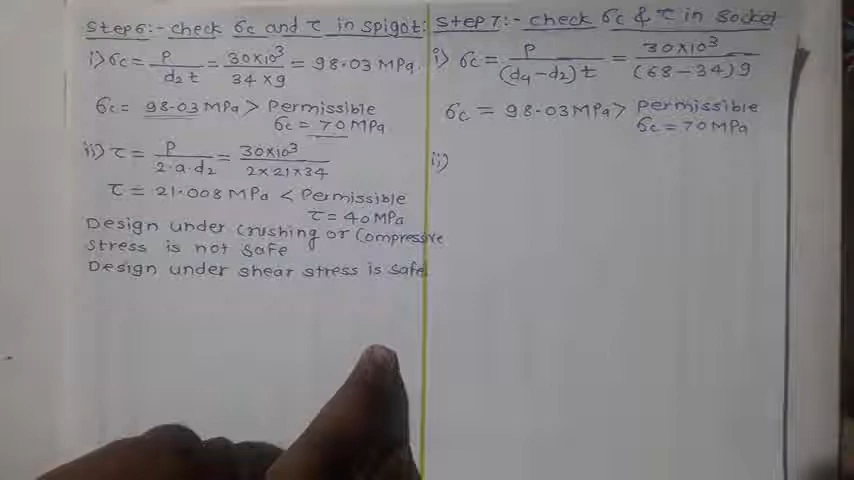 Step 6:- check σc and τ in spigot:
i) σc = P / d₂ t = 30×10³ / 34×9 = 98.03 MPa.
σc = 98.03 MPa > Permissible
σc = 70 MPa.
ii) τ = P / 2·a·d₂ = 30×10³ / 2×21×34
τ = 21.008 MPa < Permissible
τ = 40 MPa
Design under crushing or compressive
stress is not safe
Design under shear stress is safe.
Step 7:- check σc & τ in socket
i) σc = P / (d₄-d₂) t = 30×10³ / (68-34) 9
σc = 98.03 MPa > Permissible
σc = 70 MPa
ii)